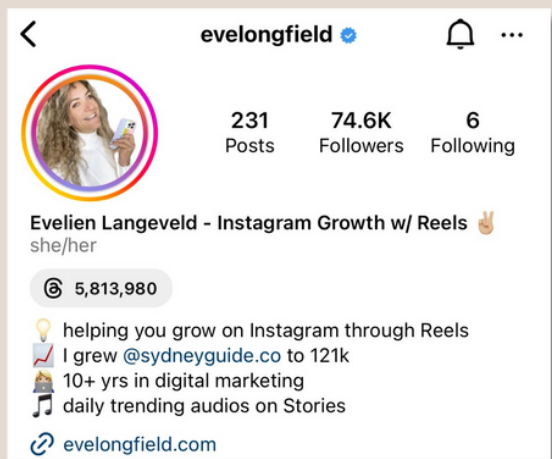 evelongfield
231 74.6K 6
Posts Followers Following
Evelien Langeveld - Instagram Growth w/ Reels ✌🏼
she/her
5,813,980
💡 helping you grow on Instagram through Reels
📈 I grew @sydneyguide.co to 121k
👩🏼‍💻 10+ yrs in digital marketing
🎵 daily trending audios on Stories
evelongfield.com